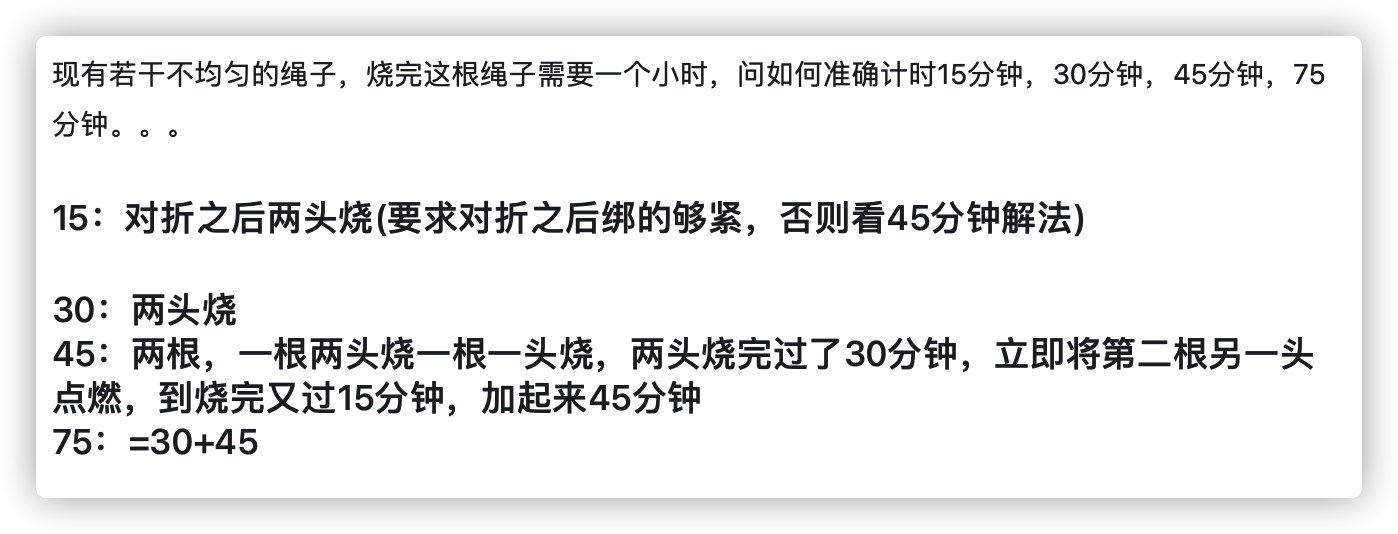 现有若干不均匀的绳子，烧完这根绳子需要一个小时，问如何准确计时15分钟，30分钟，45分钟，75
分钟。。。
15：对折之后两头烧(要求对折之后绑的够紧，否则看45分钟解法)
30：两头烧
45：两根，一根两头烧一根一头烧，两头烧完过了30分钟，立即将第二根另一头
点燃，到烧完又过15分钟，加起来45分钟
75：=30+45